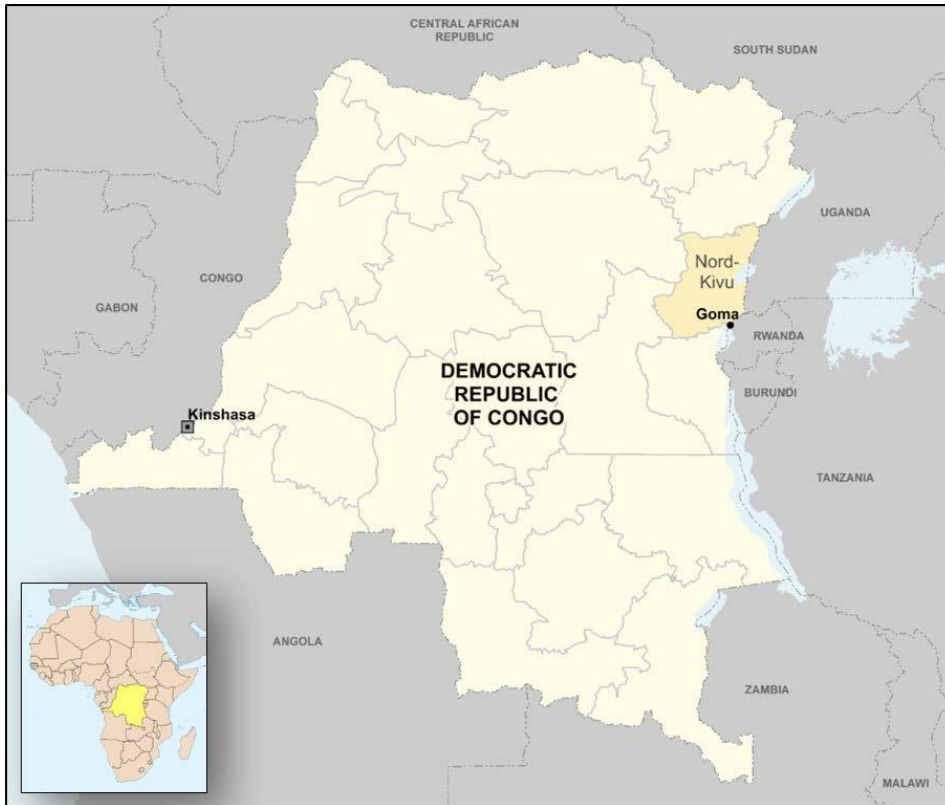 CENTRAL AFRICAN
REPUBLIC
SOUTH SUDAN
UGANDA
CONGO
GABON
Nord-
Kivu
Goma
RWANDA
DEMOCRATIC
REPUBLIC
OF CONGO
BURUNDI
Kinshasa
TANZANIA
ANGOLA
ZAMBIA
MALAWI